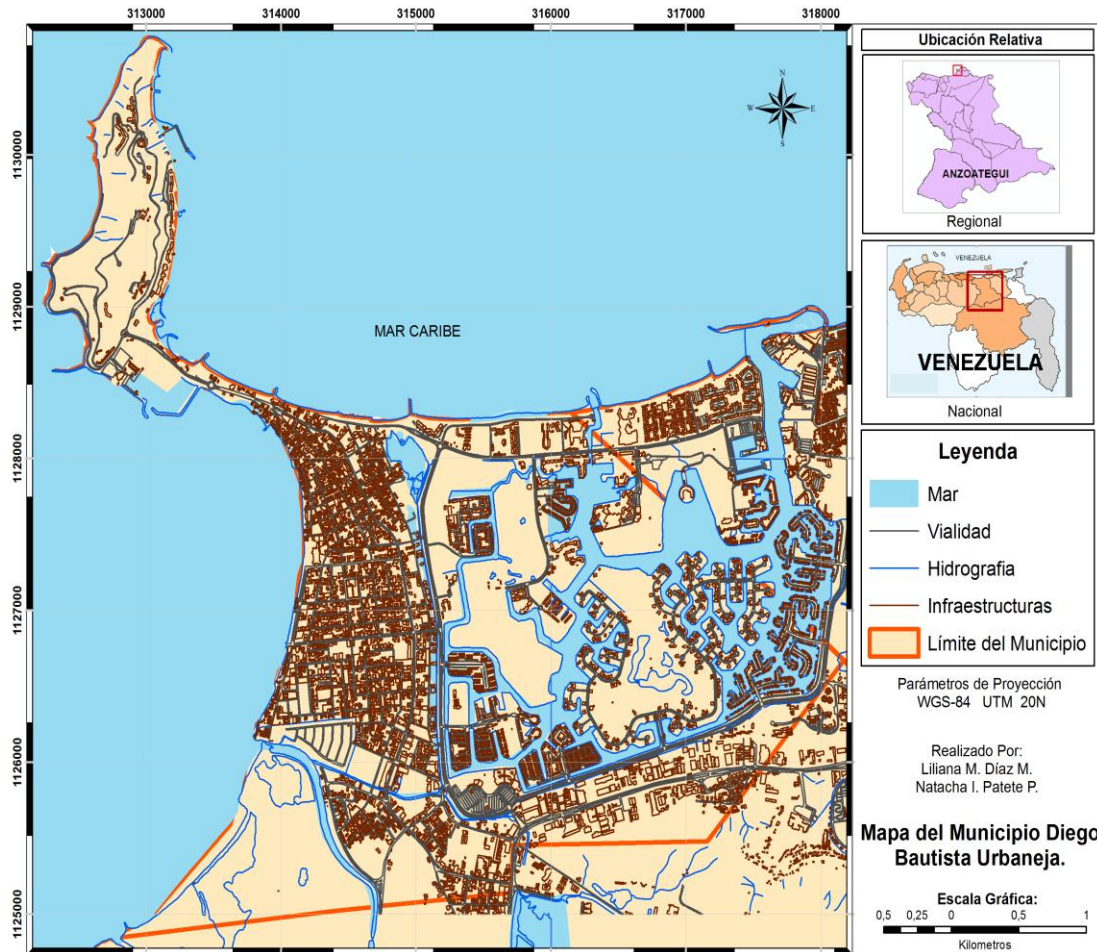 313000 314000 315000 316000 317000 318000
1130000
1129000
1128000
1127000
1126000
1125000
N
W E
S
MAR CARIBE
Ubicación Relativa
ANZOATEGUI
Regional
VENEZUELA
VENEZUELA
Nacional
Leyenda
Mar
Vialidad
Hidrografia
Infraestructuras
Límite del Municipio
Parámetros de Proyección
WGS-84 UTM 20N
Realizado Por:
Liliana M. Díaz M.
Natacha I. Patete P.
Mapa del Municipio Diego
Bautista Urbaneja.
Escala Gráfica:
0,5 0,25 0 0,5 1
Kilometros